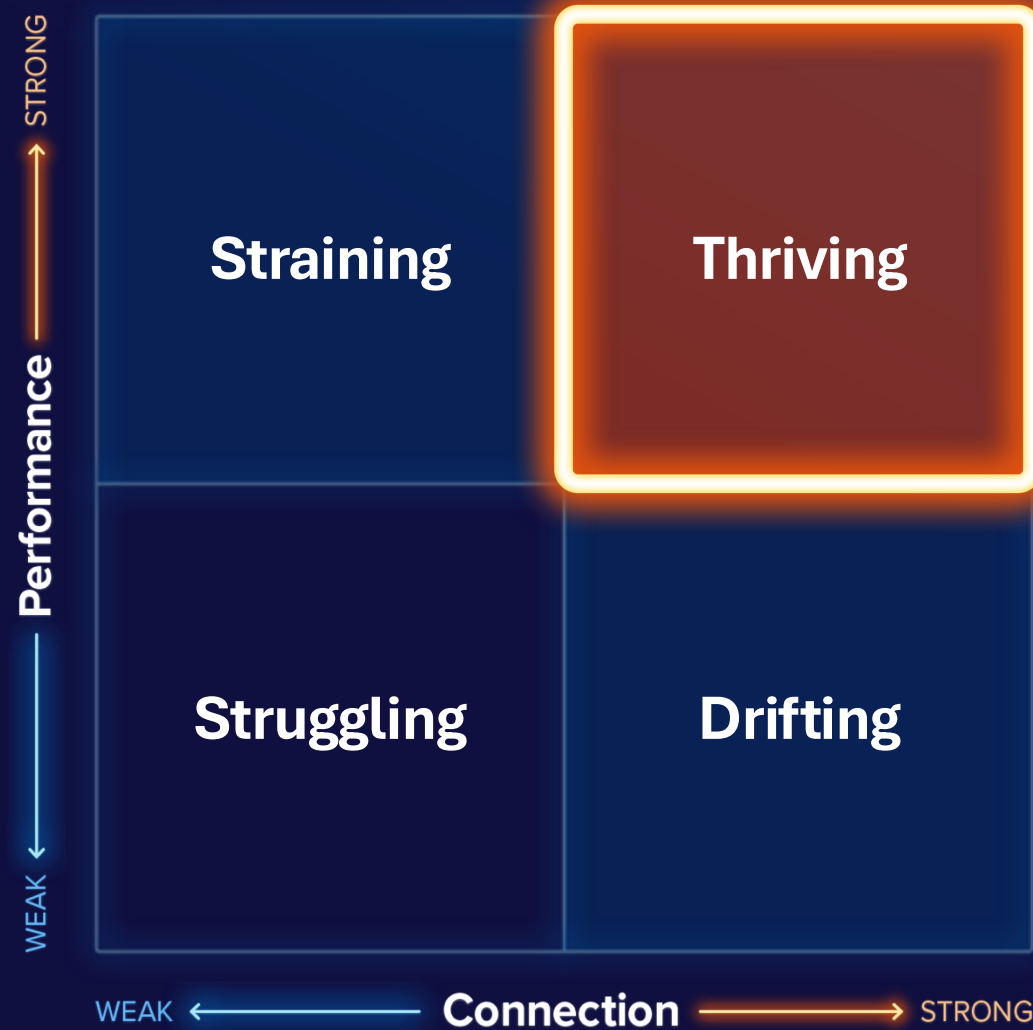 STRONG
Performance
WEAK
Straining
Thriving
Struggling
Drifting
WEAK Connection STRONG